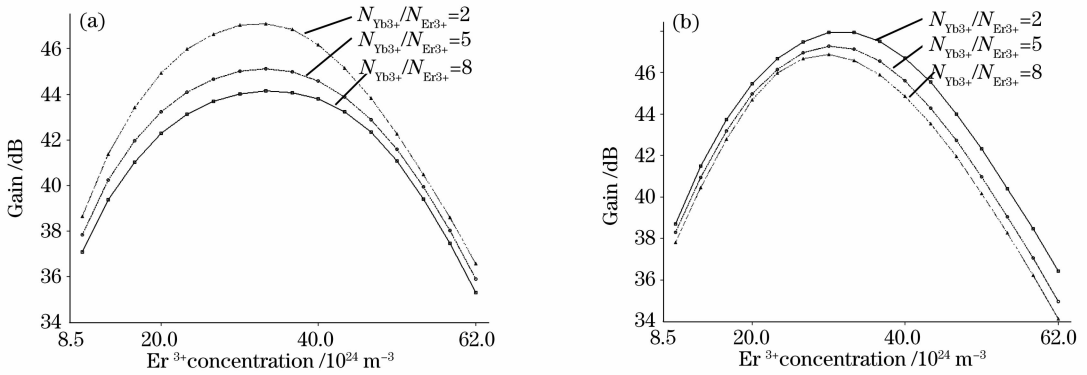 (a)
N_Yb3+/N_Er3+=2
N_Yb3+/N_Er3+=5
N_Yb3+/N_Er3+=8
46
44
42
40
38
36
34
Gain /dB
8.5 20.0 40.0 62.0
Er 3+concentration /10^24 m^-3
(b)
N_Yb3+/N_Er3+=2
N_Yb3+/N_Er3+=5
N_Yb3+/N_Er3+=8
46
44
42
40
38
36
34
Gain /dB
8.5 20.0 40.0 62.0
Er 3+concentration /10^24 m^-3